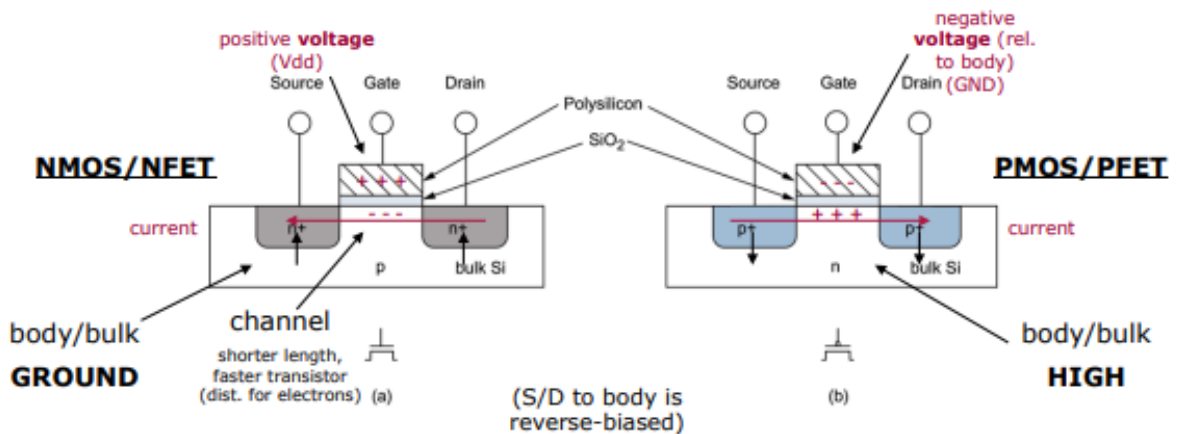 positive voltage
(Vdd)
Source
Gate
Drain
NMOS/NFET
+ + +
- - -
current
n+
n+
p
bulk Si
body/bulk
GROUND
channel
shorter length,
faster transistor
(dist. for electrons)
(a)
Polysilicon
SiO2
(S/D to body is
reverse-biased)
negative
voltage (rel.
to body)
(GND)
Source
Gate
Drain
PMOS/PFET
- - -
+ + +
current
p+
p+
n
bulk Si
body/bulk
HIGH
(b)